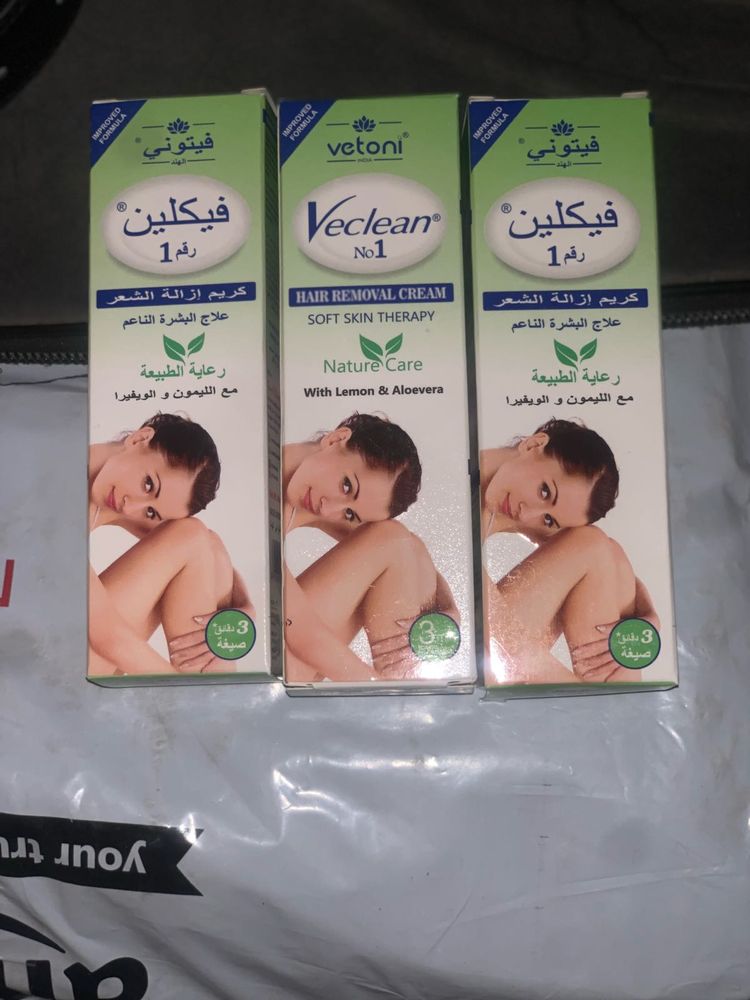 IMPROVED
FORMULA
فيتوني®
الهند
فيكلين®
رقم 1
كريم إزالة الشعر
علاج البشرة الناعم
رعاية الطبيعة
مع الليمون و الويفيرا
3 دقائق*
صيغة
IMPROVED
FORMULA
vetoni®
INDIA
Veclean®
No 1
HAIR REMOVAL CREAM
SOFT SKIN THERAPY
Nature Care
With Lemon & Aloevera
3
IMPROVED
FORMULA
فيتوني®
الهند
فيكلين®
رقم 1
كريم إزالة الشعر
علاج البشرة الناعم
رعاية الطبيعة
مع الليمون و الويفيرا
3 دقائق*
صيغة
your